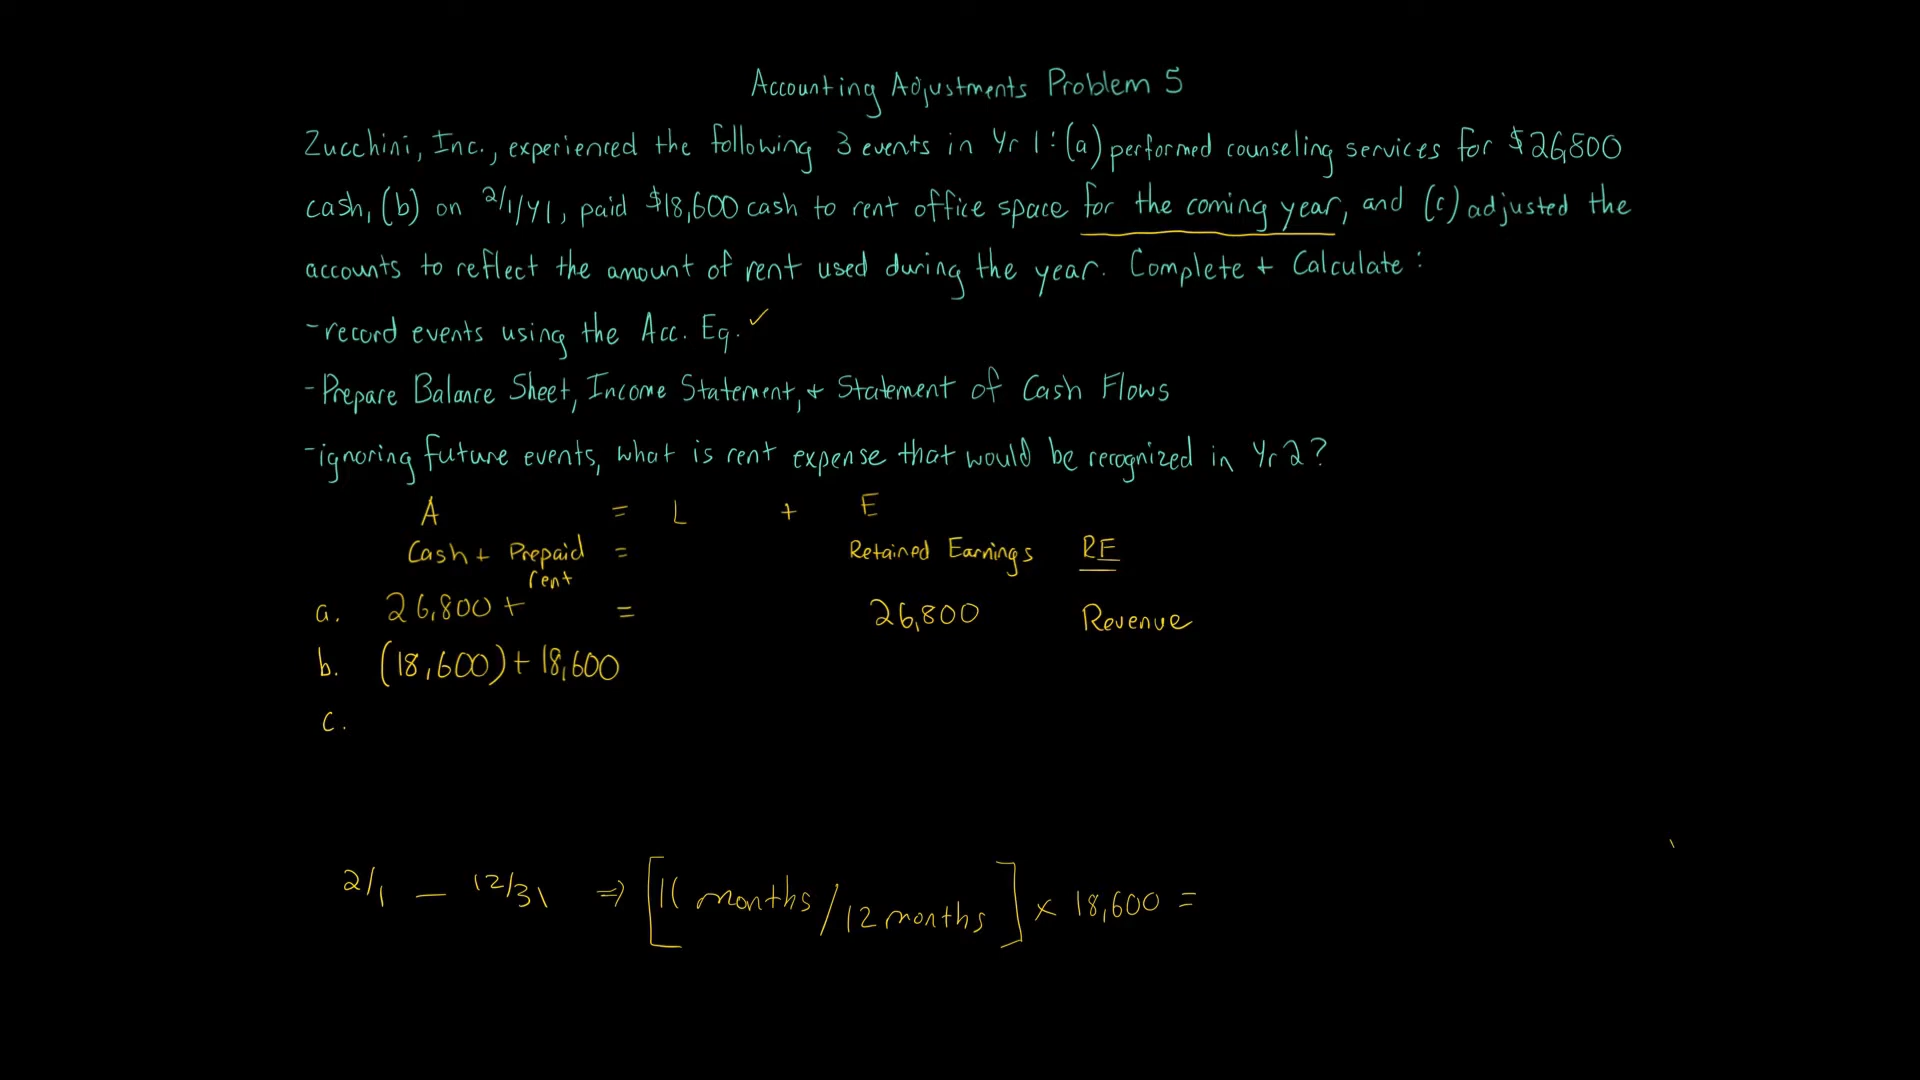 Accounting Adjustments Problem 5
Zucchini, Inc., experienced the following 3 events in Yr 1: (a) performed counseling services for $26,800
cash, (b) on 2/1/Y1, paid $18,600 cash to rent office space for the coming year, and (c) adjusted the
accounts to reflect the amount of rent used during the year. Complete + Calculate:
- record events using the Acc. Eq. ✓
- Prepare Balance Sheet, Income Statement, + Statement of Cash Flows
- ignoring future events, what is rent expense that would be recognized in Yr 2?
A = L + E
Cash + Prepaid rent = Retained Earnings RE
a. 26,800 + = 26,800 Revenue
b. (18,600) + 18,600
c.
2/1 — 12/31 ⇒ [11 months/12 months] × 18,600 =